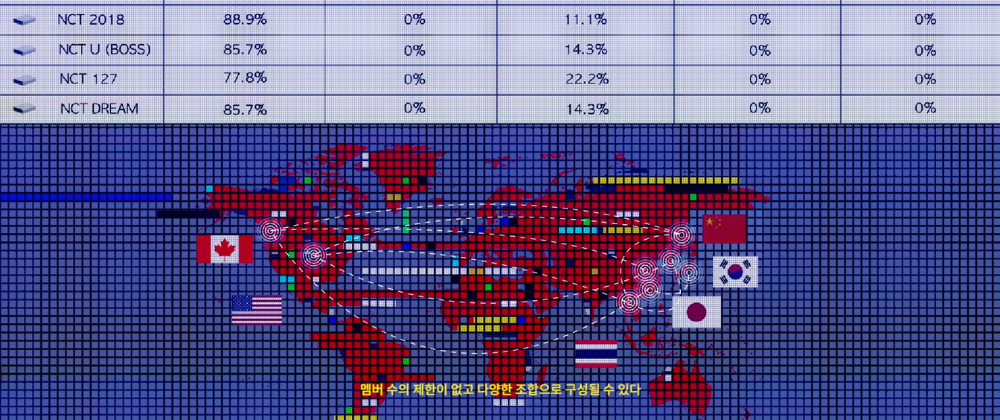 NCT 2018 88.9% 0% 11.1% 0% 0%
NCT U (BOSS) 85.7% 0% 14.3% 0% 0%
NCT 127 77.8% 0% 22.2% 0% 0%
NCT DREAM 85.7% 0% 14.3% 0% 0%
멤버 수의 제한이 없고 다양한 조합으로 구성될 수 있다